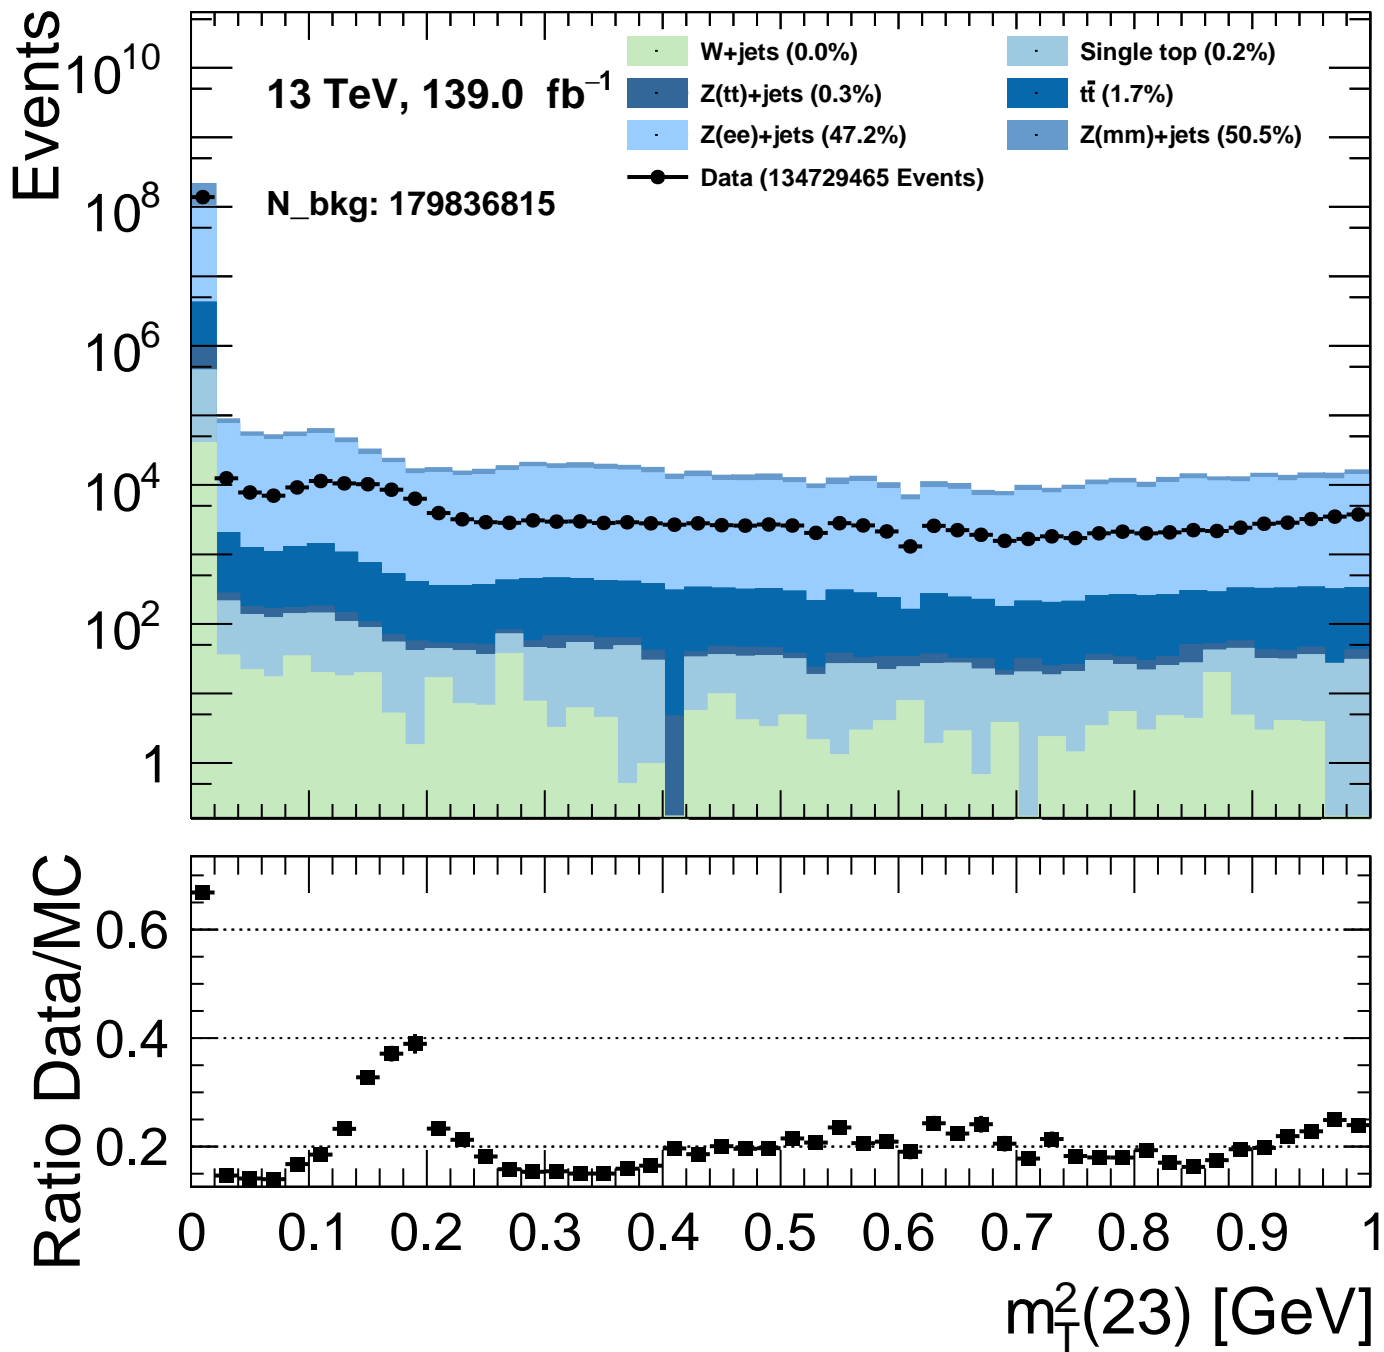 Events
10^10
10^8
10^6
10^4
10^2
1
13 TeV, 139.0 fb^−1
N_bkg: 179836815
W+jets (0.0%)
Single top (0.2%)
Z(tt)+jets (0.3%)
tt̄ (1.7%)
Z(ee)+jets (47.2%)
Z(mm)+jets (50.5%)
Data (134729465 Events)
Ratio Data/MC
0.6
0.4
0.2
0 0.1 0.2 0.3 0.4 0.5 0.6 0.7 0.8 0.9 1
m_T^2(23) [GeV]